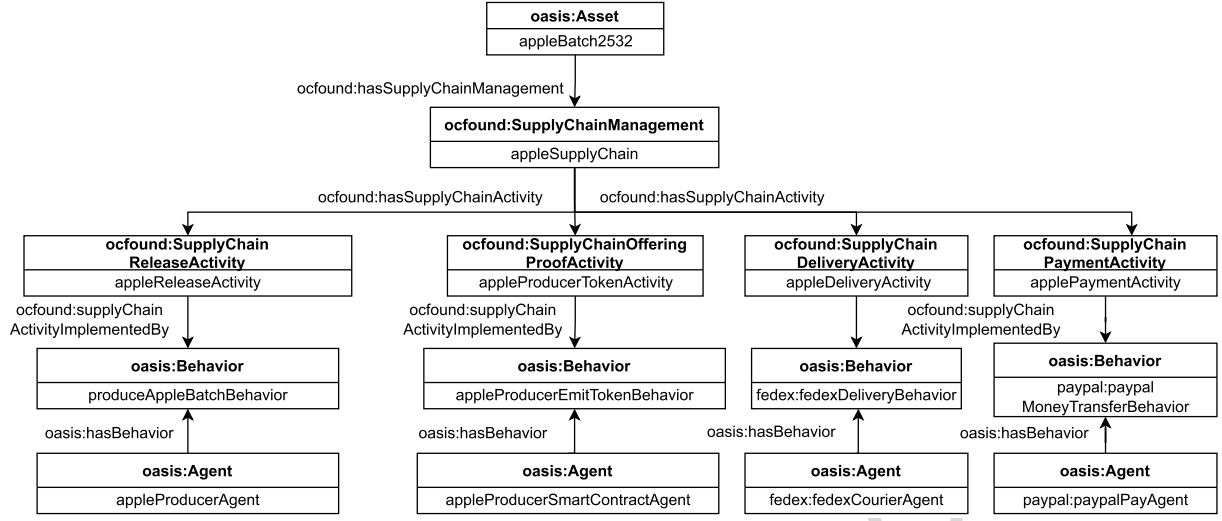 oasis:Asset
appleBatch2532
ocfound:hasSupplyChainManagement
ocfound:SupplyChainManagement
appleSupplyChain
ocfound:hasSupplyChainActivity
ocfound:hasSupplyChainActivity
ocfound:SupplyChain
ReleaseActivity
appleReleaseActivity
ocfound:SupplyChainOffering
ProofActivity
appleProducerTokenActivity
ocfound:SupplyChain
DeliveryActivity
appleDeliveryActivity
ocfound:SupplyChain
PaymentActivity
applePaymentActivity
ocfound:supplyChain
ActivityImplementedBy
ocfound:supplyChain
ActivityImplementedBy
ocfound:supplyChain
ActivityImplementedBy
oasis:Behavior
produceAppleBatchBehavior
oasis:Behavior
appleProducerEmitTokenBehavior
oasis:Behavior
fedex:fedexDeliveryBehavior
oasis:Behavior
paypal:paypal
MoneyTransferBehavior
oasis:hasBehavior
oasis:hasBehavior
oasis:hasBehavior
oasis:hasBehavior
oasis:Agent
appleProducerAgent
oasis:Agent
appleProducerSmartContractAgent
oasis:Agent
fedex:fedexCourierAgent
oasis:Agent
paypal:paypalPayAgent